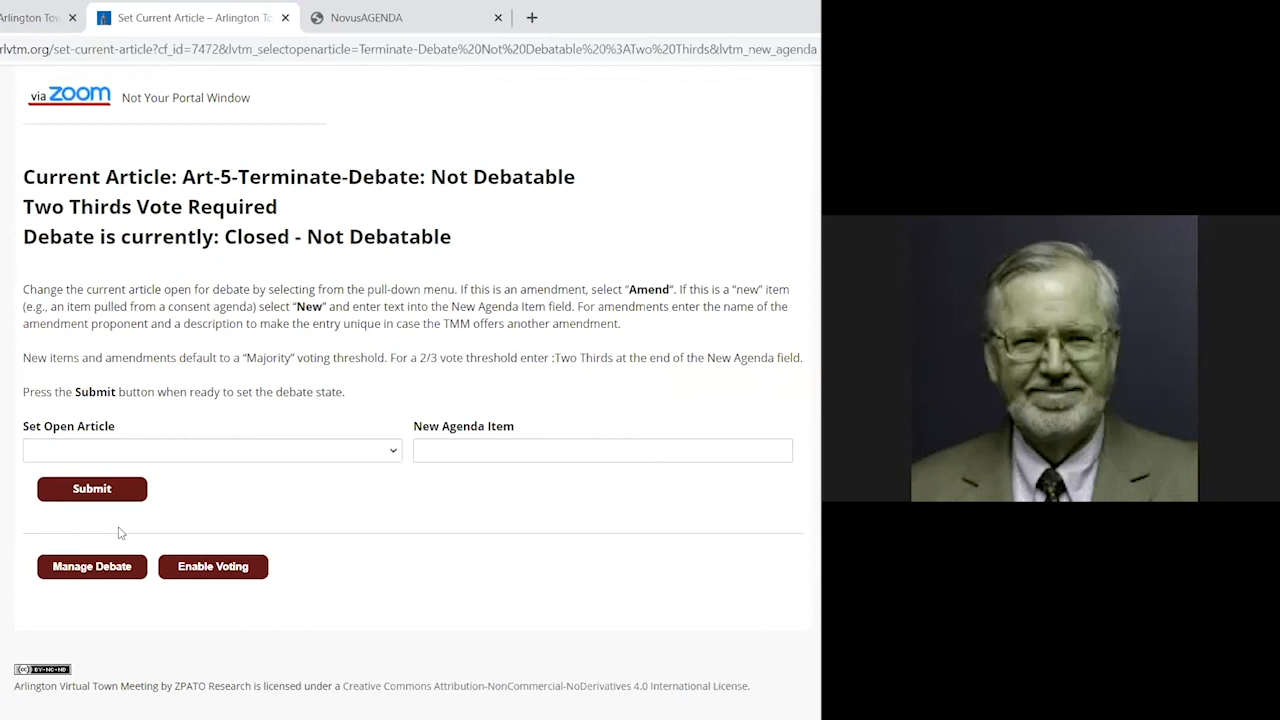 Arlington Tow
Set Current Article – Arlington To
NovusAGENDA
rlvtm.org/set-current-article?cf_id=7472&lvtm_selectopenarticle=Terminate-Debate%20Not%20Debatable%20%3ATwo%20Thirds&lvtm_new_agenda
via zoom Not Your Portal Window
Current Article: Art-5-Terminate-Debate: Not Debatable
Two Thirds Vote Required
Debate is currently: Closed - Not Debatable
Change the current article open for debate by selecting from the pull-down menu. If this is an amendment, select "Amend". If this is a "new" item
(e.g., an item pulled from a consent agenda) select "New" and enter text into the New Agenda Item field. For amendments enter the name of the
amendment proponent and a description to make the entry unique in case the TMM offers another amendment.
New items and amendments default to a "Majority" voting threshold. For a 2/3 vote threshold enter :Two Thirds at the end of the New Agenda field.
Press the Submit button when ready to set the debate state.
Set Open Article
New Agenda Item
Submit
Manage Debate
Enable Voting
(cc) BY-NC-ND
Arlington Virtual Town Meeting by ZPATO Research is licensed under a Creative Commons Attribution-NonCommercial-NoDerivatives 4.0 International License.